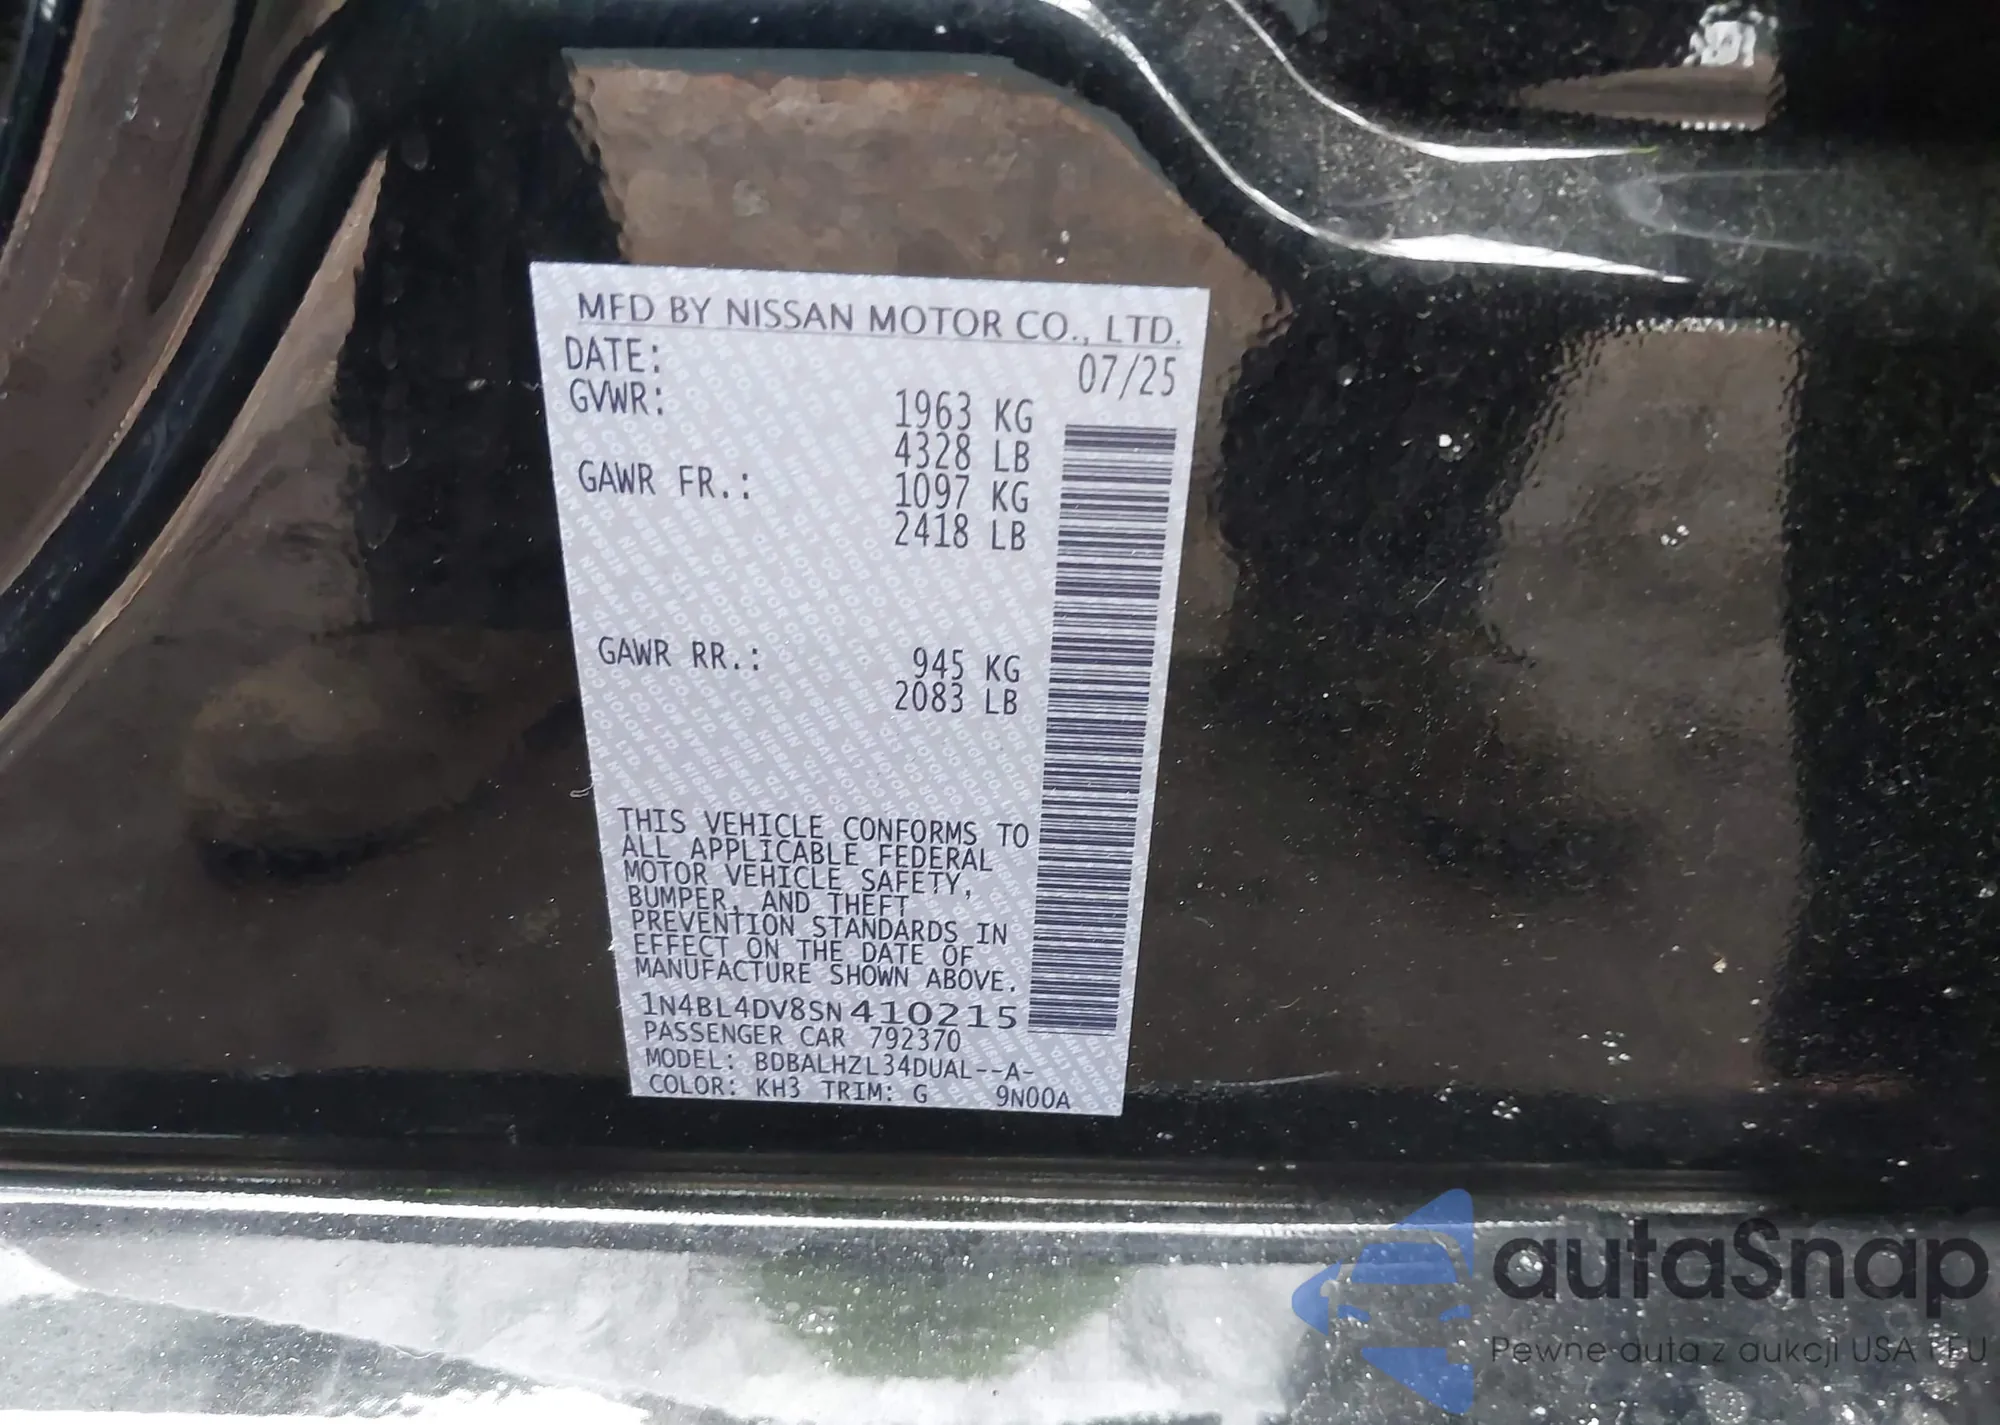 MFD BY NISSAN MOTOR CO., LTD.
DATE: 07/25
GVWR: 1963 KG
4328 LB
GAWR FR.: 1097 KG
2418 LB
GAWR RR.: 945 KG
2083 LB
THIS VEHICLE CONFORMS TO
ALL APPLICABLE FEDERAL
MOTOR VEHICLE SAFETY,
BUMPER, AND THEFT
PREVENTION STANDARDS IN
EFFECT ON THE DATE OF
MANUFACTURE SHOWN ABOVE.
1N4BL4DV8SN410215
PASSENGER CAR 792370
MODEL: BDBALHZL34DUAL--A-
COLOR: KH3 TRIM: G 9N00A
autaSnap
Pewne auta z aukcji USA i EU